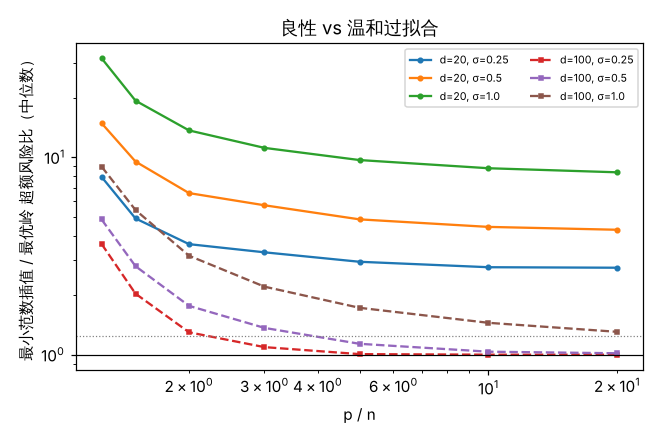 良性 vs 温和过拟合
最小范数插值 / 最优岭 超额风险比（中位数）
d=20, σ=0.25
d=20, σ=0.5
d=20, σ=1.0
d=100, σ=0.25
d=100, σ=0.5
d=100, σ=1.0
10¹
10⁰
2 × 10⁰
3 × 10⁰
4 × 10⁰
6 × 10⁰
10¹
2 × 10¹
p / n